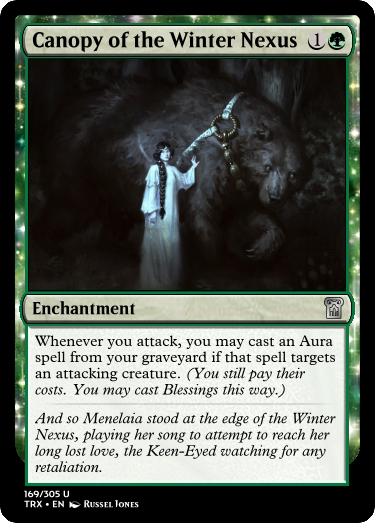 Canopy of the Winter Nexus 1
Enchantment
Whenever you attack, you may cast an Aura
spell from your graveyard if that spell targets
an attacking creature. (You still pay their
costs. You may cast Blessings this way.)
And so Menelaia stood at the edge of the Winter
Nexus, playing her song to attempt to reach her
long lost love, the Keen-Eyed watching for any
retaliation.
169/305 U
TRX • EN Russel Jones